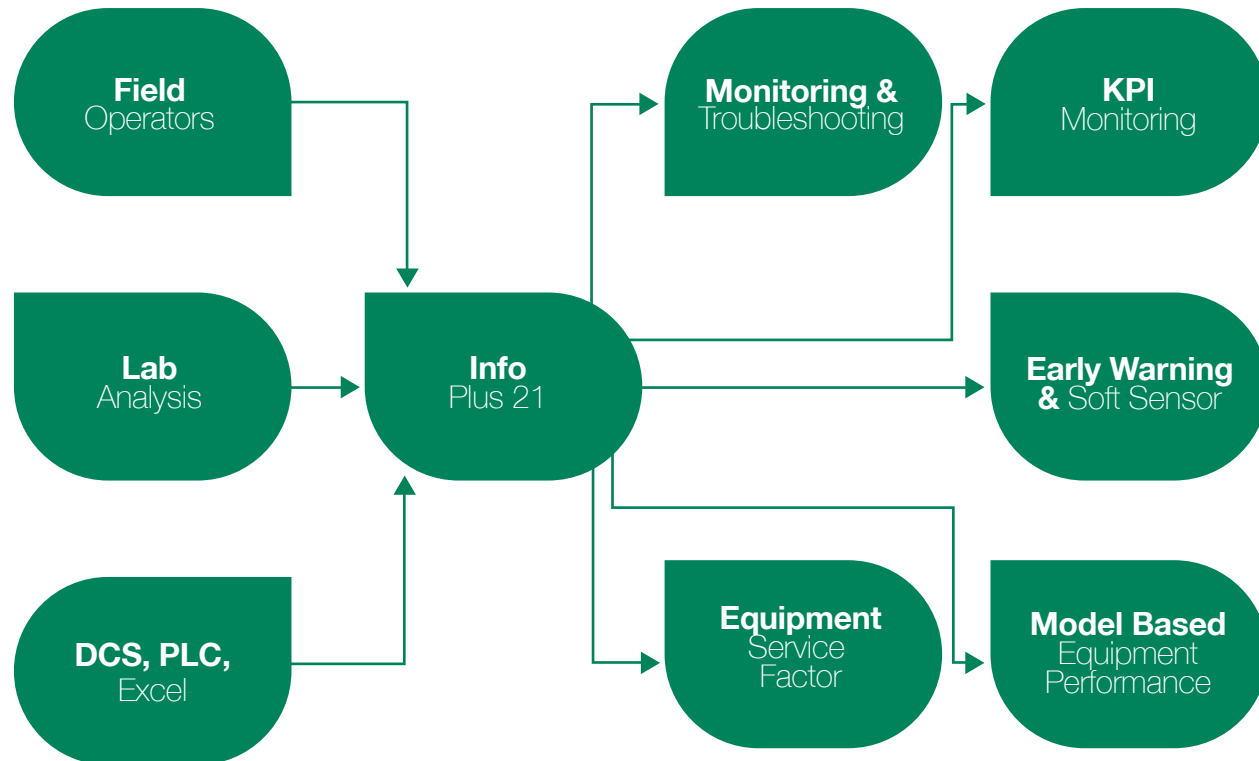 Field
Operators
Monitoring &
Troubleshooting
KPI
Monitoring
Lab
Analysis
Info
Plus 21
Early Warning
& Soft Sensor
DCS, PLC,
Excel
Equipment
Service
Factor
Model Based
Equipment
Performance